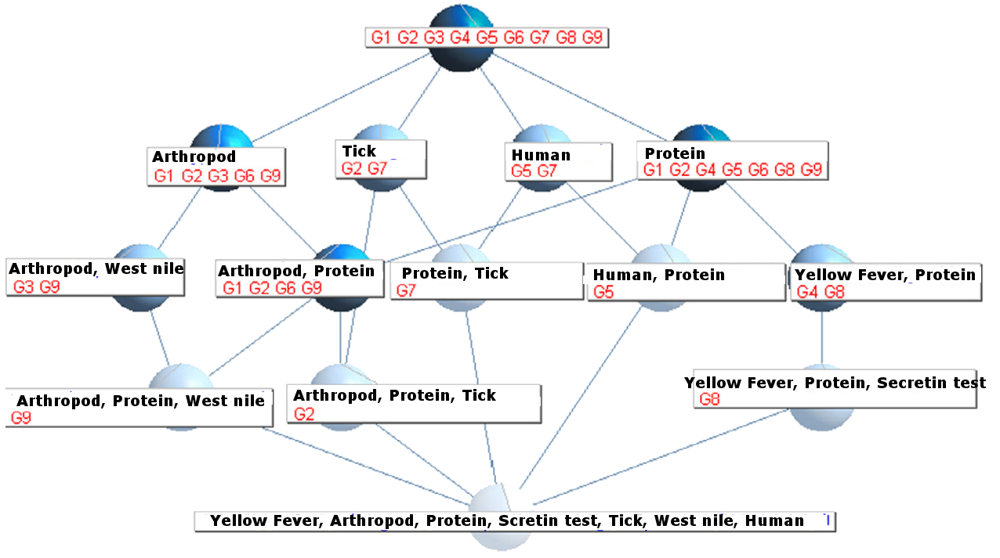 G1 G2 G3 G4 G5 G6 G7 G8 G9
Arthropod
G1 G2 G3 G6 G9
Tick
G2 G7
Human
G5 G7
Protein
G1 G2 G4 G5 G6 G8 G9
Arthropod, West nile
G3 G9
Arthropod, Protein
G1 G2 G6 G9
Protein, Tick
G7
Human, Protein
G5
Yellow Fever, Protein
G4 G8
Arthropod, Protein, West nile
G9
Arthropod, Protein, Tick
G2
Yellow Fever, Protein, Secretin test
G8
Yellow Fever, Arthropod, Protein, Scretin test, Tick, West nile, Human